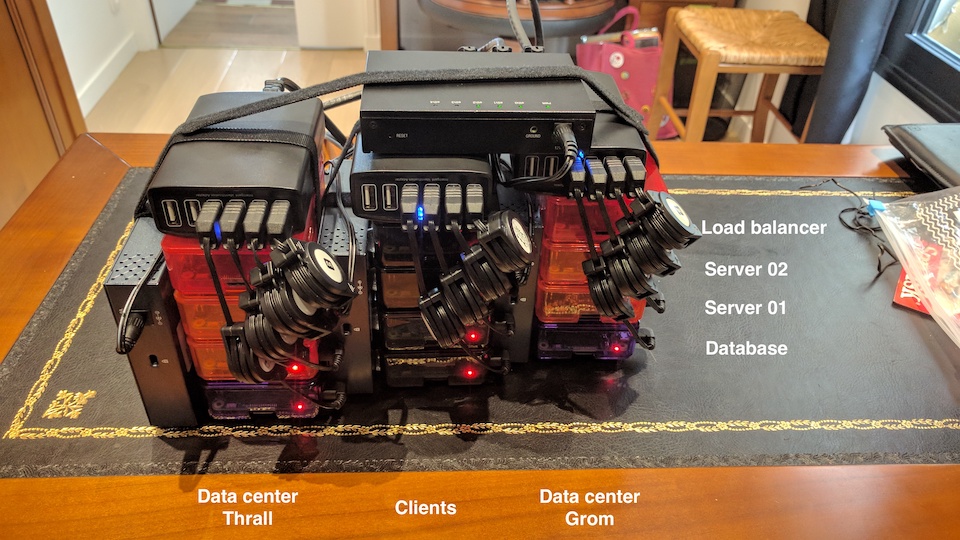 RESET
Load balancer
Server 02
Server 01
Database
Data center
Thrall
Clients
Data center
Grom